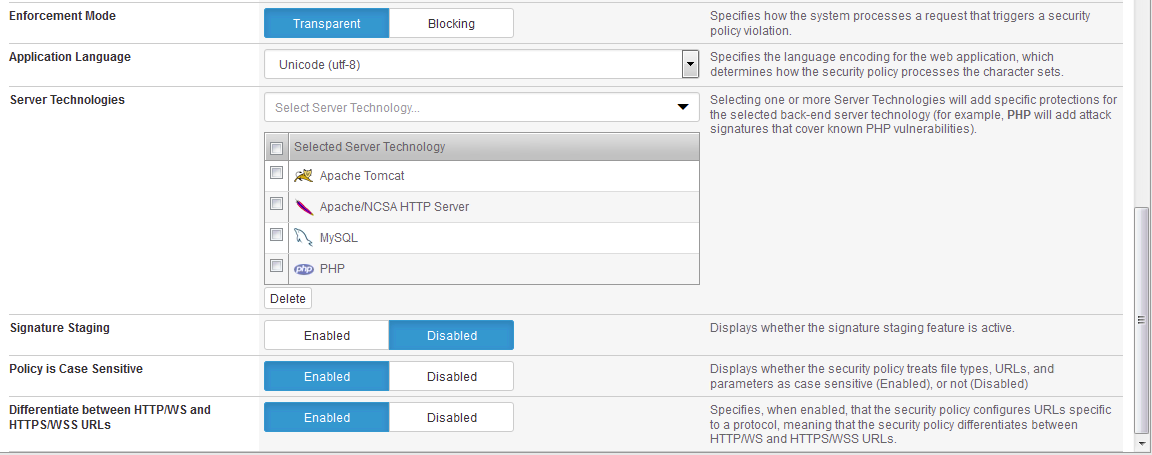 Enforcement Mode
Transparent
Blocking
Specifies how the system processes a request that triggers a security
policy violation.
Application Language
Unicode (utf-8)
Specifies the language encoding for the web application, which
determines how the security policy processes the character sets.
Server Technologies
Select Server Technology...
Selecting one or more Server Technologies will add specific protections for
the selected back-end server technology (for example, PHP will add attack
signatures that cover known PHP vulnerabilities).
Selected Server Technology
Apache Tomcat
Apache/NCSA HTTP Server
MySQL
php PHP
Delete
Signature Staging
Enabled
Disabled
Displays whether the signature staging feature is active.
Policy is Case Sensitive
Enabled
Disabled
Displays whether the security policy treats file types, URLs, and
parameters as case sensitive (Enabled), or not (Disabled)
Differentiate between HTTP/WS and
HTTPS/WSS URLs
Enabled
Disabled
Specifies, when enabled, that the security policy configures URLs specific
to a protocol, meaning that the security policy differentiates between
HTTP/WS and HTTPS/WSS URLs.